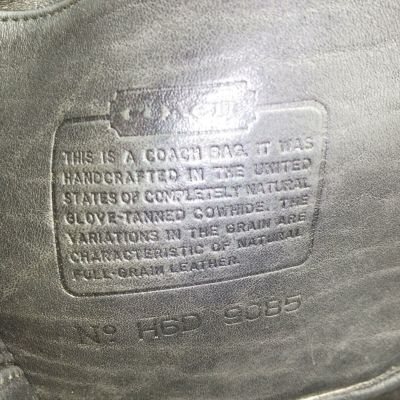 THIS IS A COACH BAG. IT WAS
HANDCRAFTED IN THE UNITED
STATES OF COMPLETELY NATURAL
GLOVE-TANNED COWHIDE. THE
VARIATIONS IN THE GRAIN ARE
CHARACTERISTIC OF NATURAL
FULL-GRAIN LEATHER.
Nº H6D 9085